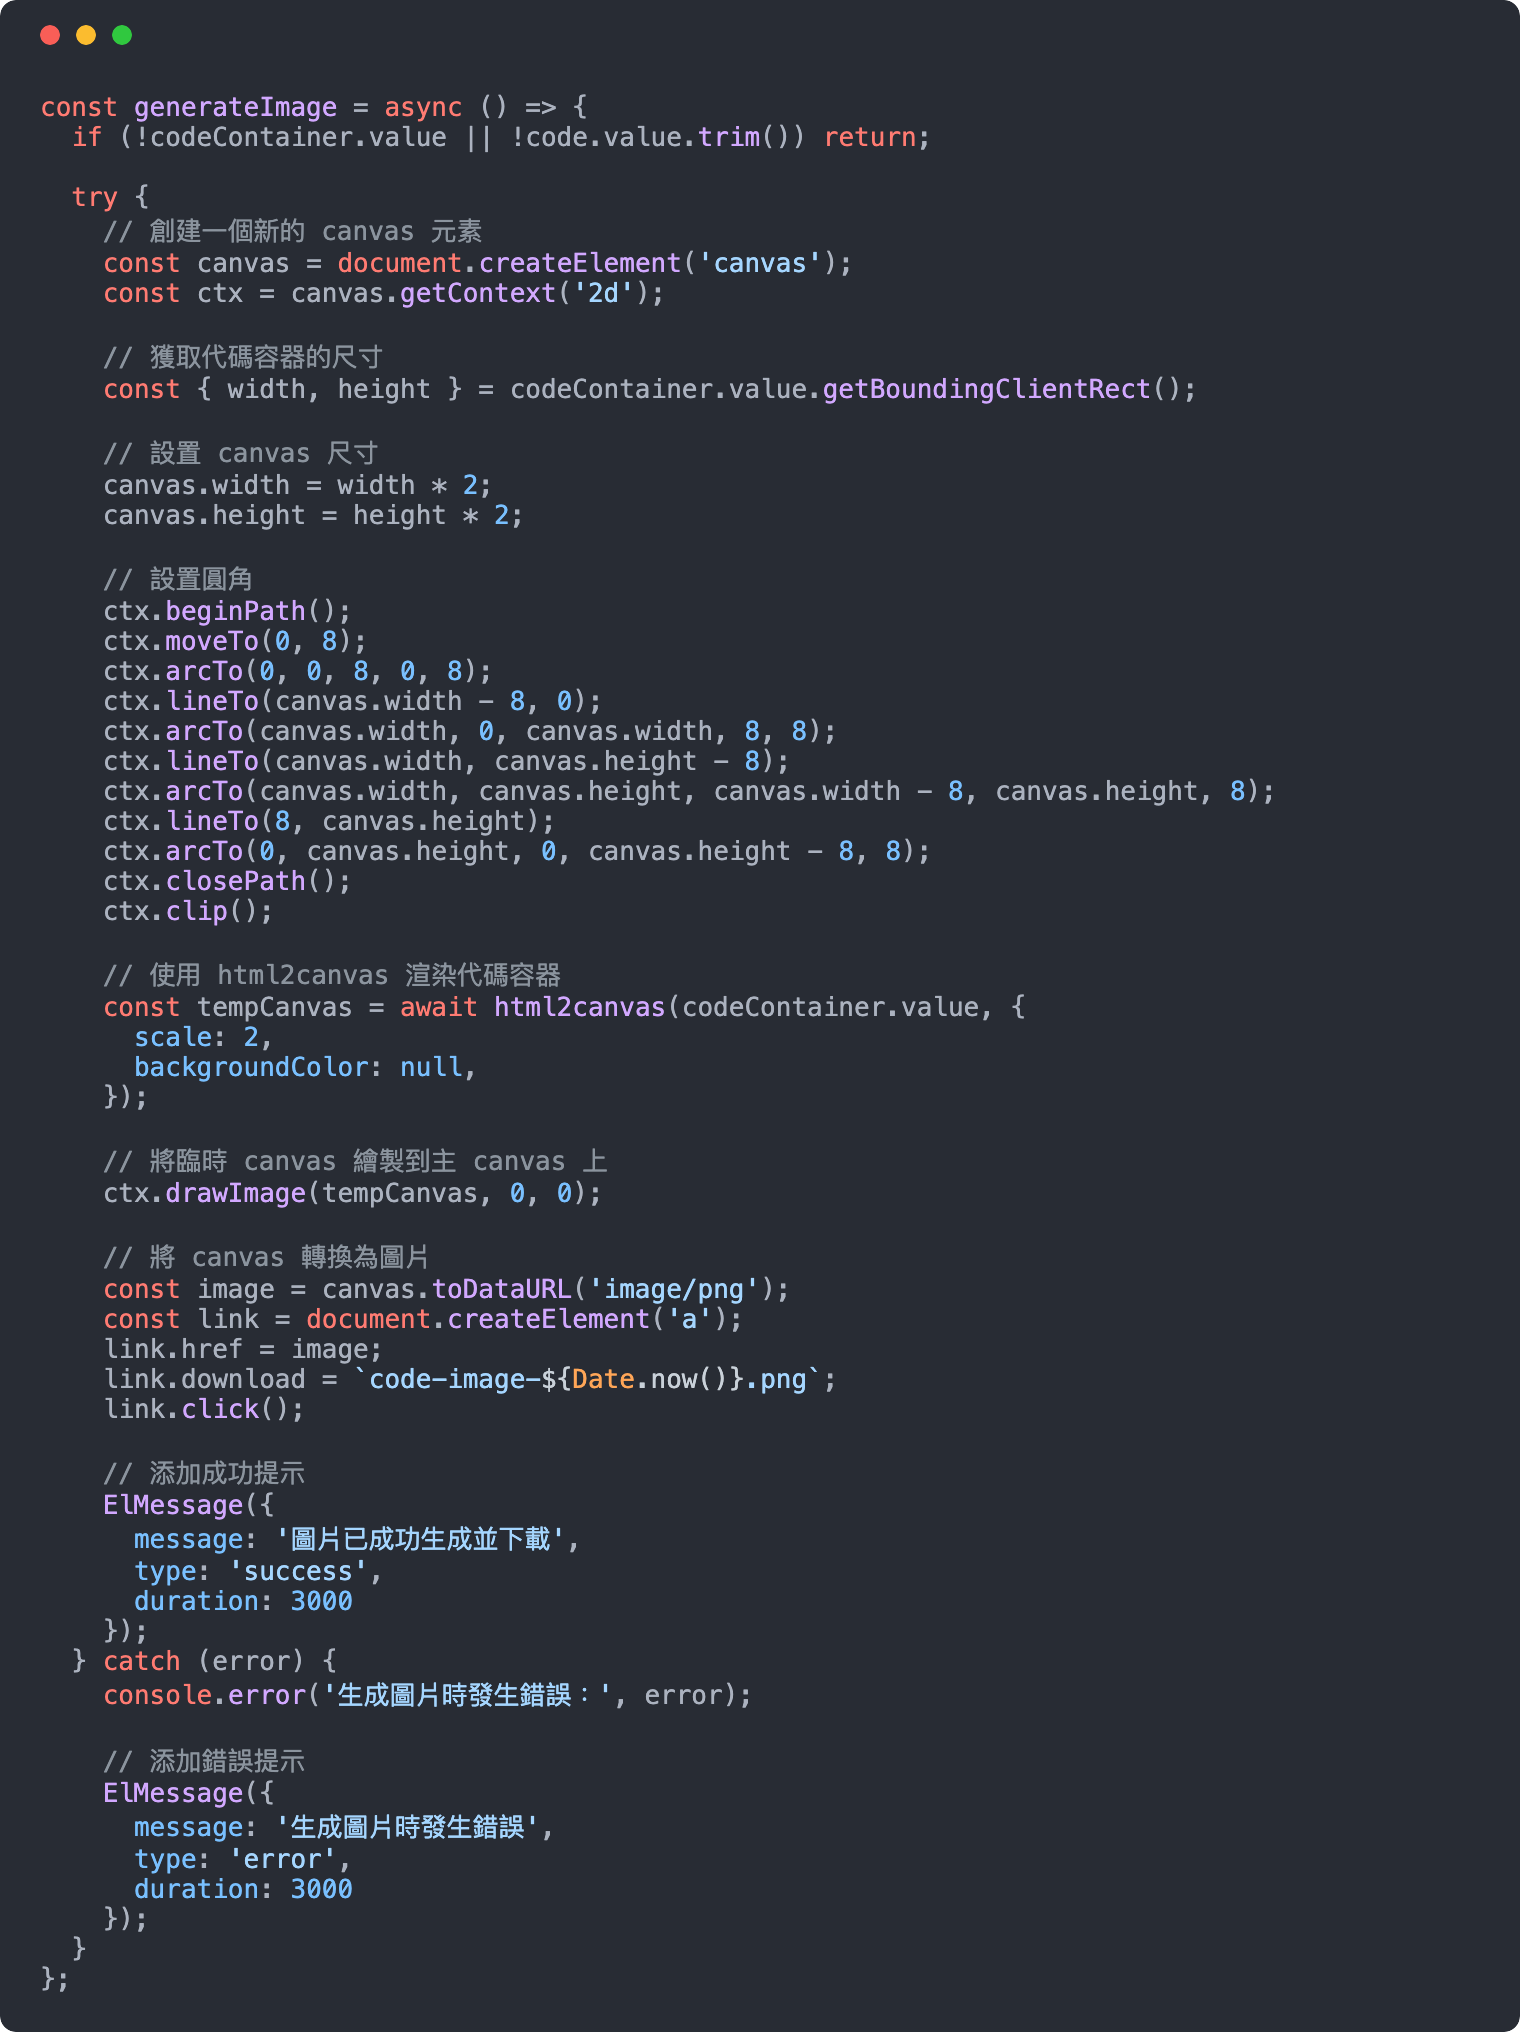 const generateImage = async () => {
  if (!codeContainer.value || !code.value.trim()) return;

  try {
    // 創建一個新的 canvas 元素
    const canvas = document.createElement('canvas');
    const ctx = canvas.getContext('2d');

    // 獲取代碼容器的尺寸
    const { width, height } = codeContainer.value.getBoundingClientRect();

    // 設置 canvas 尺寸
    canvas.width = width * 2;
    canvas.height = height * 2;

    // 設置圓角
    ctx.beginPath();
    ctx.moveTo(0, 8);
    ctx.arcTo(0, 0, 8, 0, 8);
    ctx.lineTo(canvas.width - 8, 0);
    ctx.arcTo(canvas.width, 0, canvas.width, 8, 8);
    ctx.lineTo(canvas.width, canvas.height - 8);
    ctx.arcTo(canvas.width, canvas.height, canvas.width - 8, canvas.height, 8);
    ctx.lineTo(8, canvas.height);
    ctx.arcTo(0, canvas.height, 0, canvas.height - 8, 8);
    ctx.closePath();
    ctx.clip();

    // 使用 html2canvas 渲染代碼容器
    const tempCanvas = await html2canvas(codeContainer.value, {
      scale: 2,
      backgroundColor: null,
    });

    // 將臨時 canvas 繪製到主 canvas 上
    ctx.drawImage(tempCanvas, 0, 0);

    // 將 canvas 轉換為圖片
    const image = canvas.toDataURL('image/png');
    const link = document.createElement('a');
    link.href = image;
    link.download = `code-image-${Date.now()}.png`;
    link.click();

    // 添加成功提示
    ElMessage({
      message: '圖片已成功生成並下載',
      type: 'success',
      duration: 3000
    });
  } catch (error) {
    console.error('生成圖片時發生錯誤：', error);

    // 添加錯誤提示
    ElMessage({
      message: '生成圖片時發生錯誤',
      type: 'error',
      duration: 3000
    });
  }
};